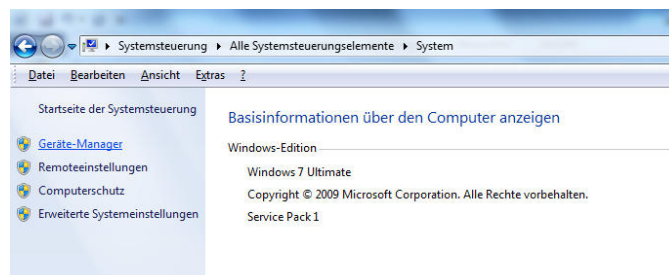 Systemsteuerung ▸ Alle Systemsteuerungselemente ▸ System
Datei Bearbeiten Ansicht Extras ?
Startseite der Systemsteuerung
Geräte-Manager
Remoteeinstellungen
Computerschutz
Erweiterte Systemeinstellungen
Basisinformationen über den Computer anzeigen
Windows-Edition
Windows 7 Ultimate
Copyright © 2009 Microsoft Corporation. Alle Rechte vorbehalten.
Service Pack 1